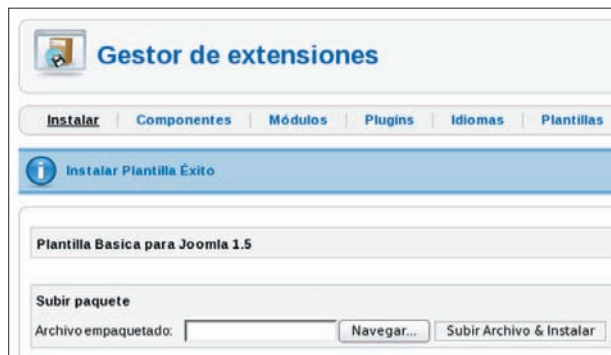 Gestor de extensiones
Instalar Componentes Módulos Plugins Idiomas Plantillas
Instalar Plantilla Éxito
Plantilla Basica para Joomla 1.5
Subir paquete
Archivo empaquetado: Navegar... Subir Archivo & Instalar